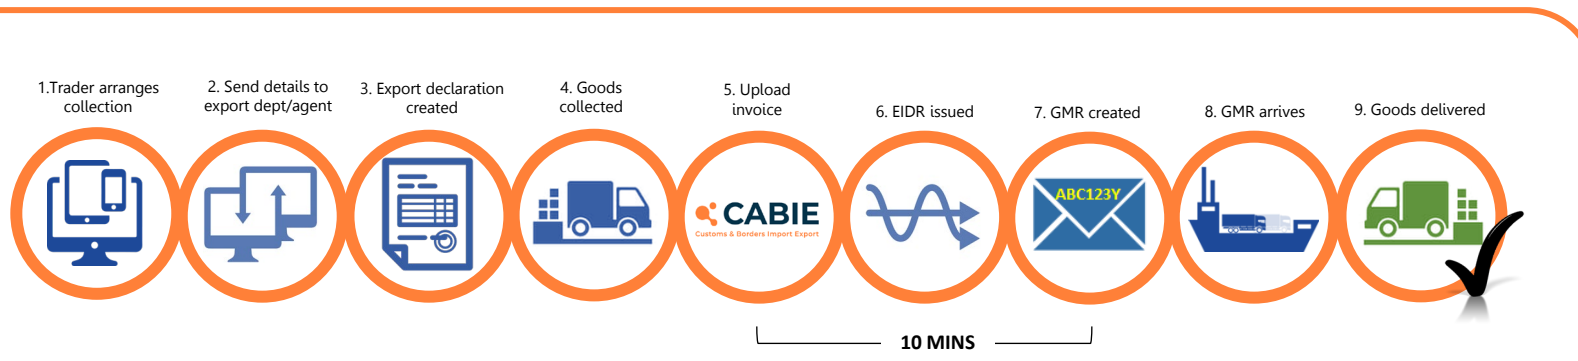 1.Trader arranges
collection
2. Send details to
export dept/agent
3. Export declaration
created
4. Goods
collected
5. Upload
invoice
6. EIDR issued
7. GMR created
8. GMR arrives
9. Goods delivered
CABIE
Customs & Borders Import Export
ABC123Y
10 MINS